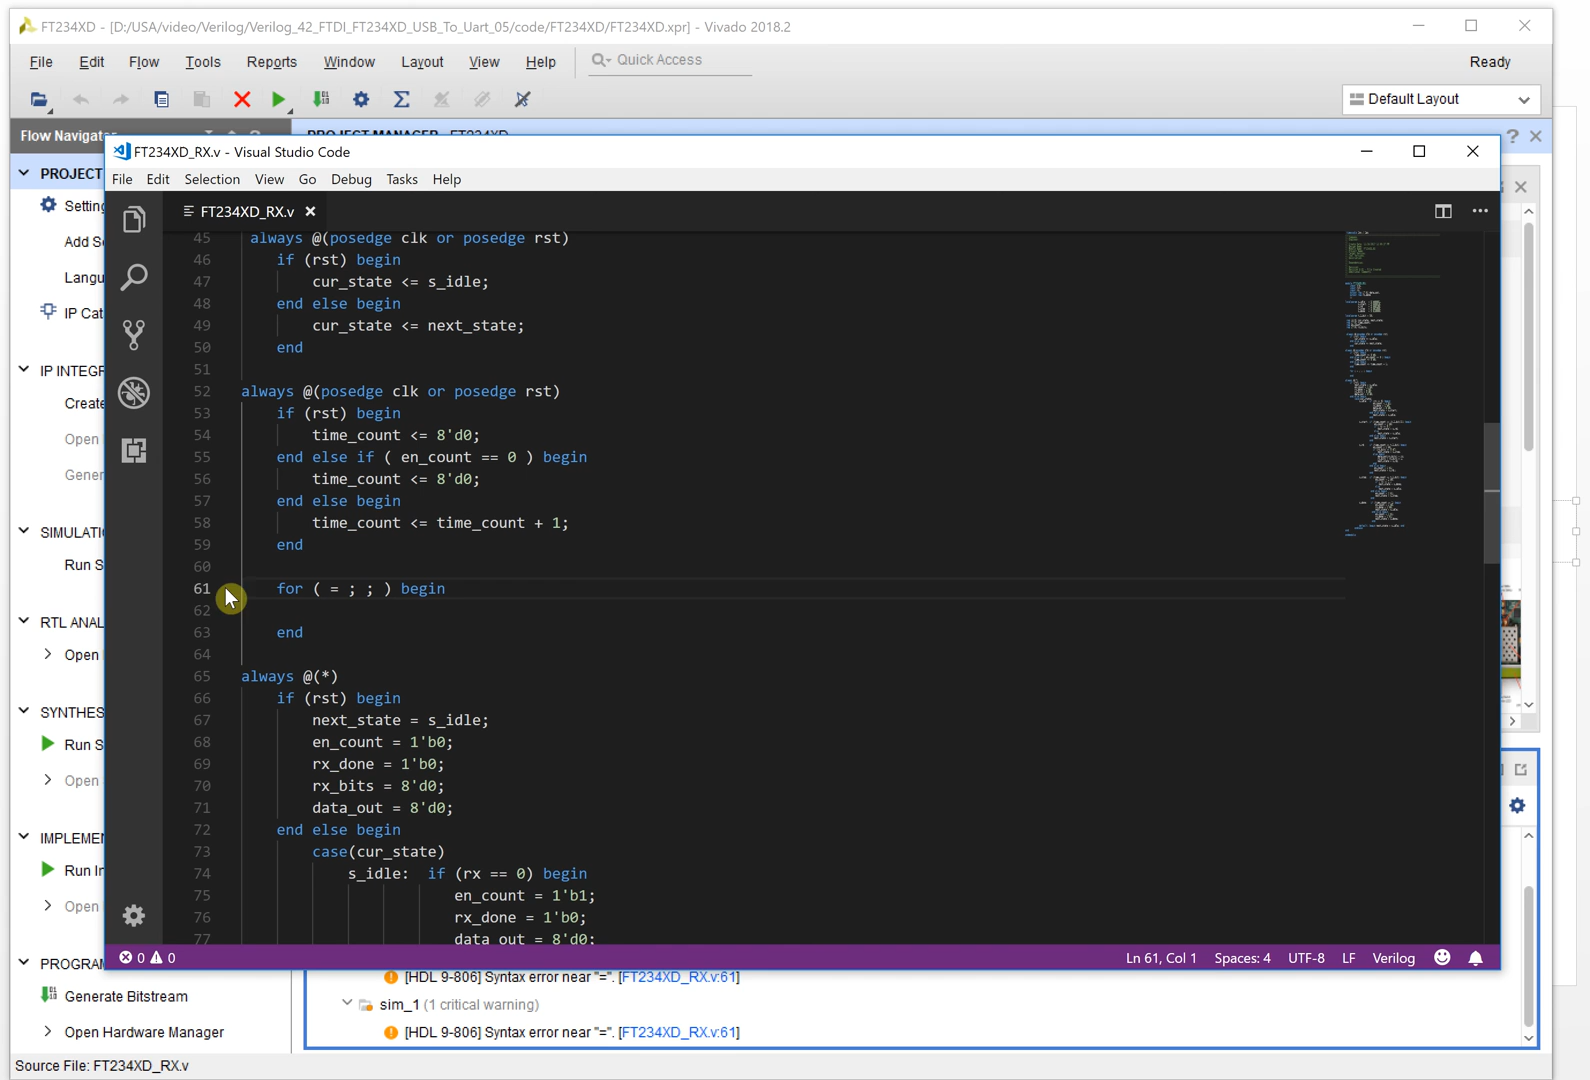 FT234XD - [D:/USA/video/Verilog/Verilog_42_FTDI_FT234XD_USB_To_Uart_05/code/FT234XD/FT234XD.xpr] - Vivado 2018.2
File Edit Flow Tools Reports Window Layout View Help Quick Access Ready
Default Layout
Flow Navigator PROJECT MANAGER - FT234XD
FT234XD_RX.v - Visual Studio Code
File Edit Selection View Go Debug Tasks Help
FT234XD_RX.v
PROJECT
Setting
Add S
Langu
IP Cat
IP INTEGR
Create
Open
Gener
SIMULATI
Run S
RTL ANAL
Open
SYNTHES
Run S
Open
IMPLEMEN
Run In
Open
PROGRAM
Generate Bitstream
Open Hardware Manager
45 always @(posedge clk or posedge rst)
46 if (rst) begin
47 cur_state <= s_idle;
48 end else begin
49 cur_state <= next_state;
50 end
51
52 always @(posedge clk or posedge rst)
53 if (rst) begin
54 time_count <= 8'd0;
55 end else if ( en_count == 0 ) begin
56 time_count <= 8'd0;
57 end else begin
58 time_count <= time_count + 1;
59 end
60
61 for ( = ; ; ) begin
62
63 end
64
65 always @(*)
66 if (rst) begin
67 next_state = s_idle;
68 en_count = 1'b0;
69 rx_done = 1'b0;
70 rx_bits = 8'd0;
71 data_out = 8'd0;
72 end else begin
73 case(cur_state)
74 s_idle: if (rx == 0) begin
75 en_count = 1'b1;
76 rx_done = 1'b0;
77 data_out = 8'd0;
0 0 Ln 61, Col 1 Spaces: 4 UTF-8 LF Verilog
[HDL 9-806] Syntax error near "=". [FT234XD_RX.v:61]
sim_1 (1 critical warning)
[HDL 9-806] Syntax error near "=". [FT234XD_RX.v:61]
Source File: FT234XD_RX.v